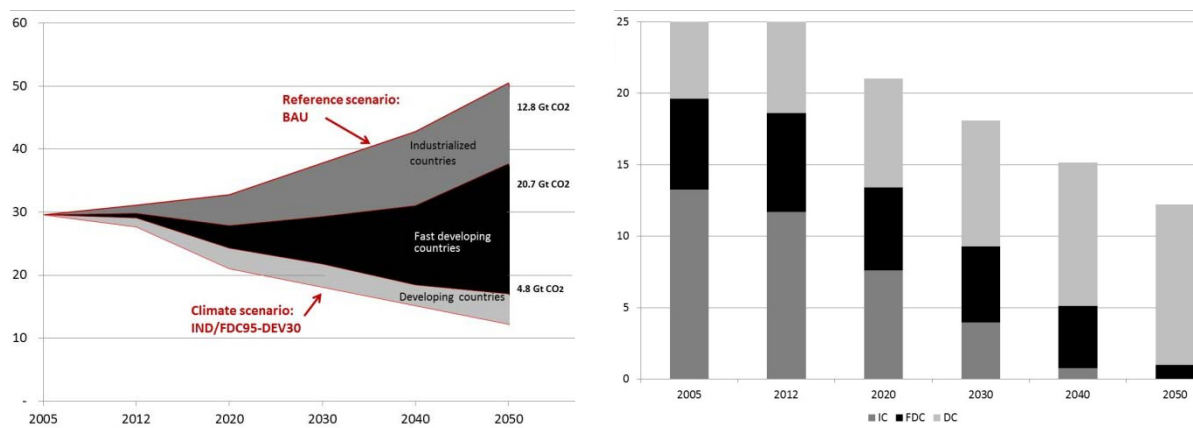 60
50
40
30
20
10
-
2005 2012 2020 2030 2040 2050
Reference scenario:
BAU
Industrialized
countries
Fast developing
countries
Developing countries
Climate scenario:
IND/FDC95-DEV30
12.8 Gt CO2
20.7 Gt CO2
4.8 Gt CO2
25
20
15
10
5
0
2005 2012 2020 2030 2040 2050
IC FDC DC